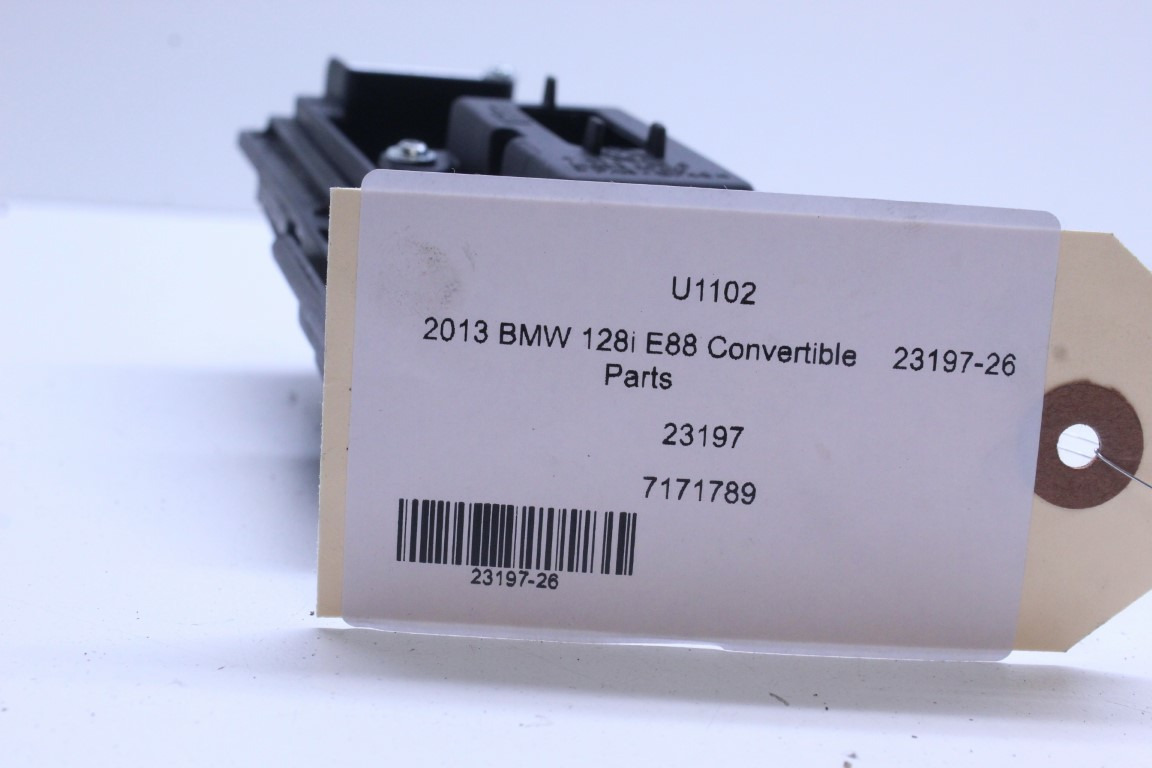 U1102
2013 BMW 128i E88 Convertible 23197-26
Parts
23197
7171789
23197-26